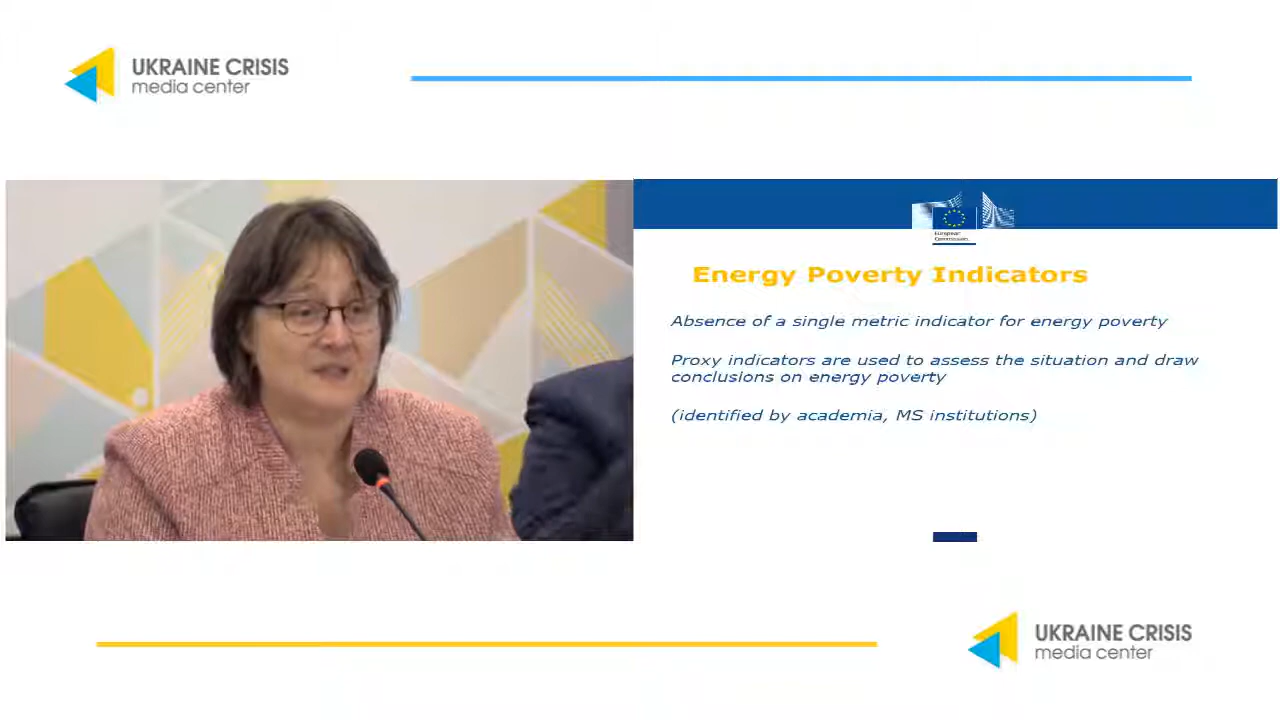 UKRAINE CRISIS
media center
European
Commission
Energy Poverty Indicators
Absence of a single metric indicator for energy poverty
Proxy indicators are used to assess the situation and draw
conclusions on energy poverty
(identified by academia, MS institutions)
UKRAINE CRISIS
media center